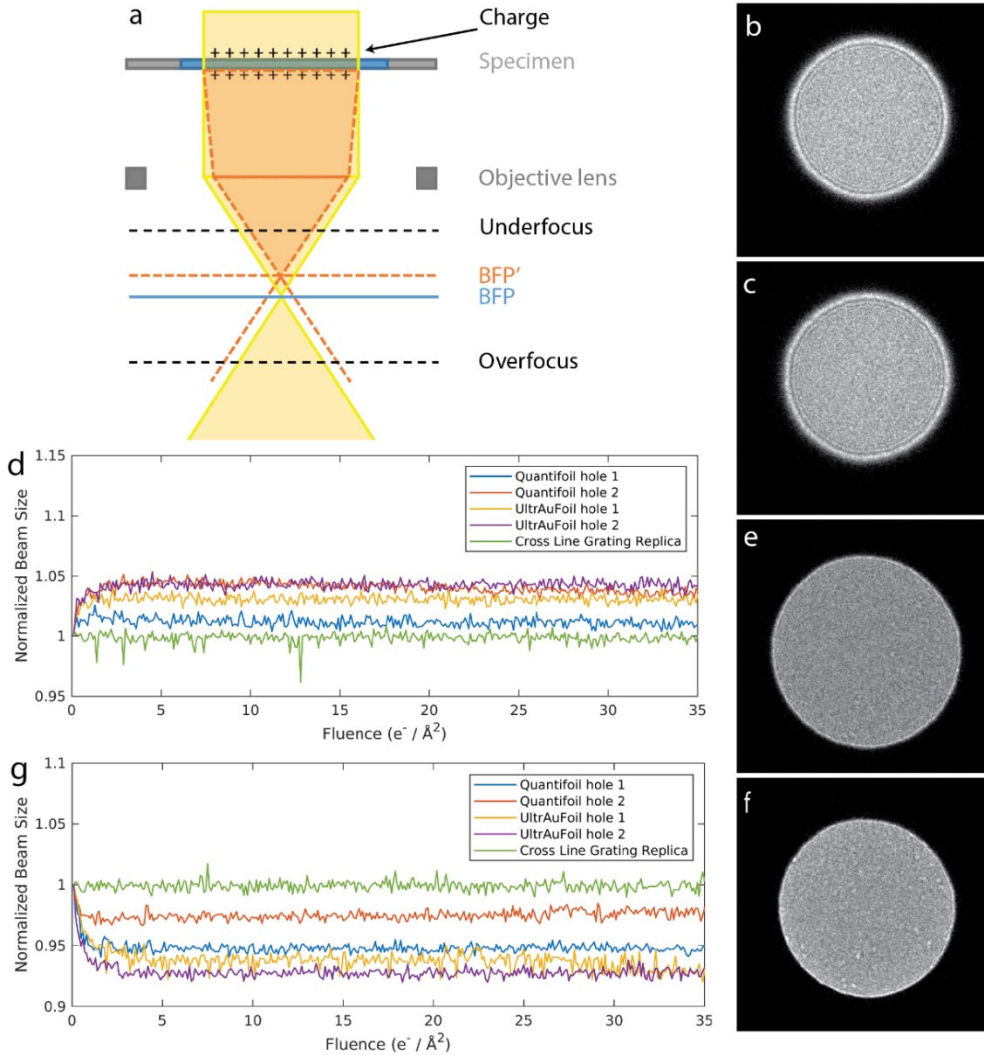 a
Charge
+ + + + + + + + + +
Specimen
+ + + + + + + + + +
Objective lens
Underfocus
BFP'
BFP
Overfocus
b
c
d
1.15
1.1
1.05
1
0.95
Normalized Beam Size
Quantifoil hole 1
Quantifoil hole 2
UltrAuFoil hole 1
UltrAuFoil hole 2
Cross Line Grating Replica
0 5 10 15 20 25 30 35
Fluence (e⁻ / Å²)
e
g
1.1
1.05
1
0.95
0.9
Normalized Beam Size
Quantifoil hole 1
Quantifoil hole 2
UltrAuFoil hole 1
UltrAuFoil hole 2
Cross Line Grating Replica
0 5 10 15 20 25 30 35
Fluence (e⁻ / Å²)
f